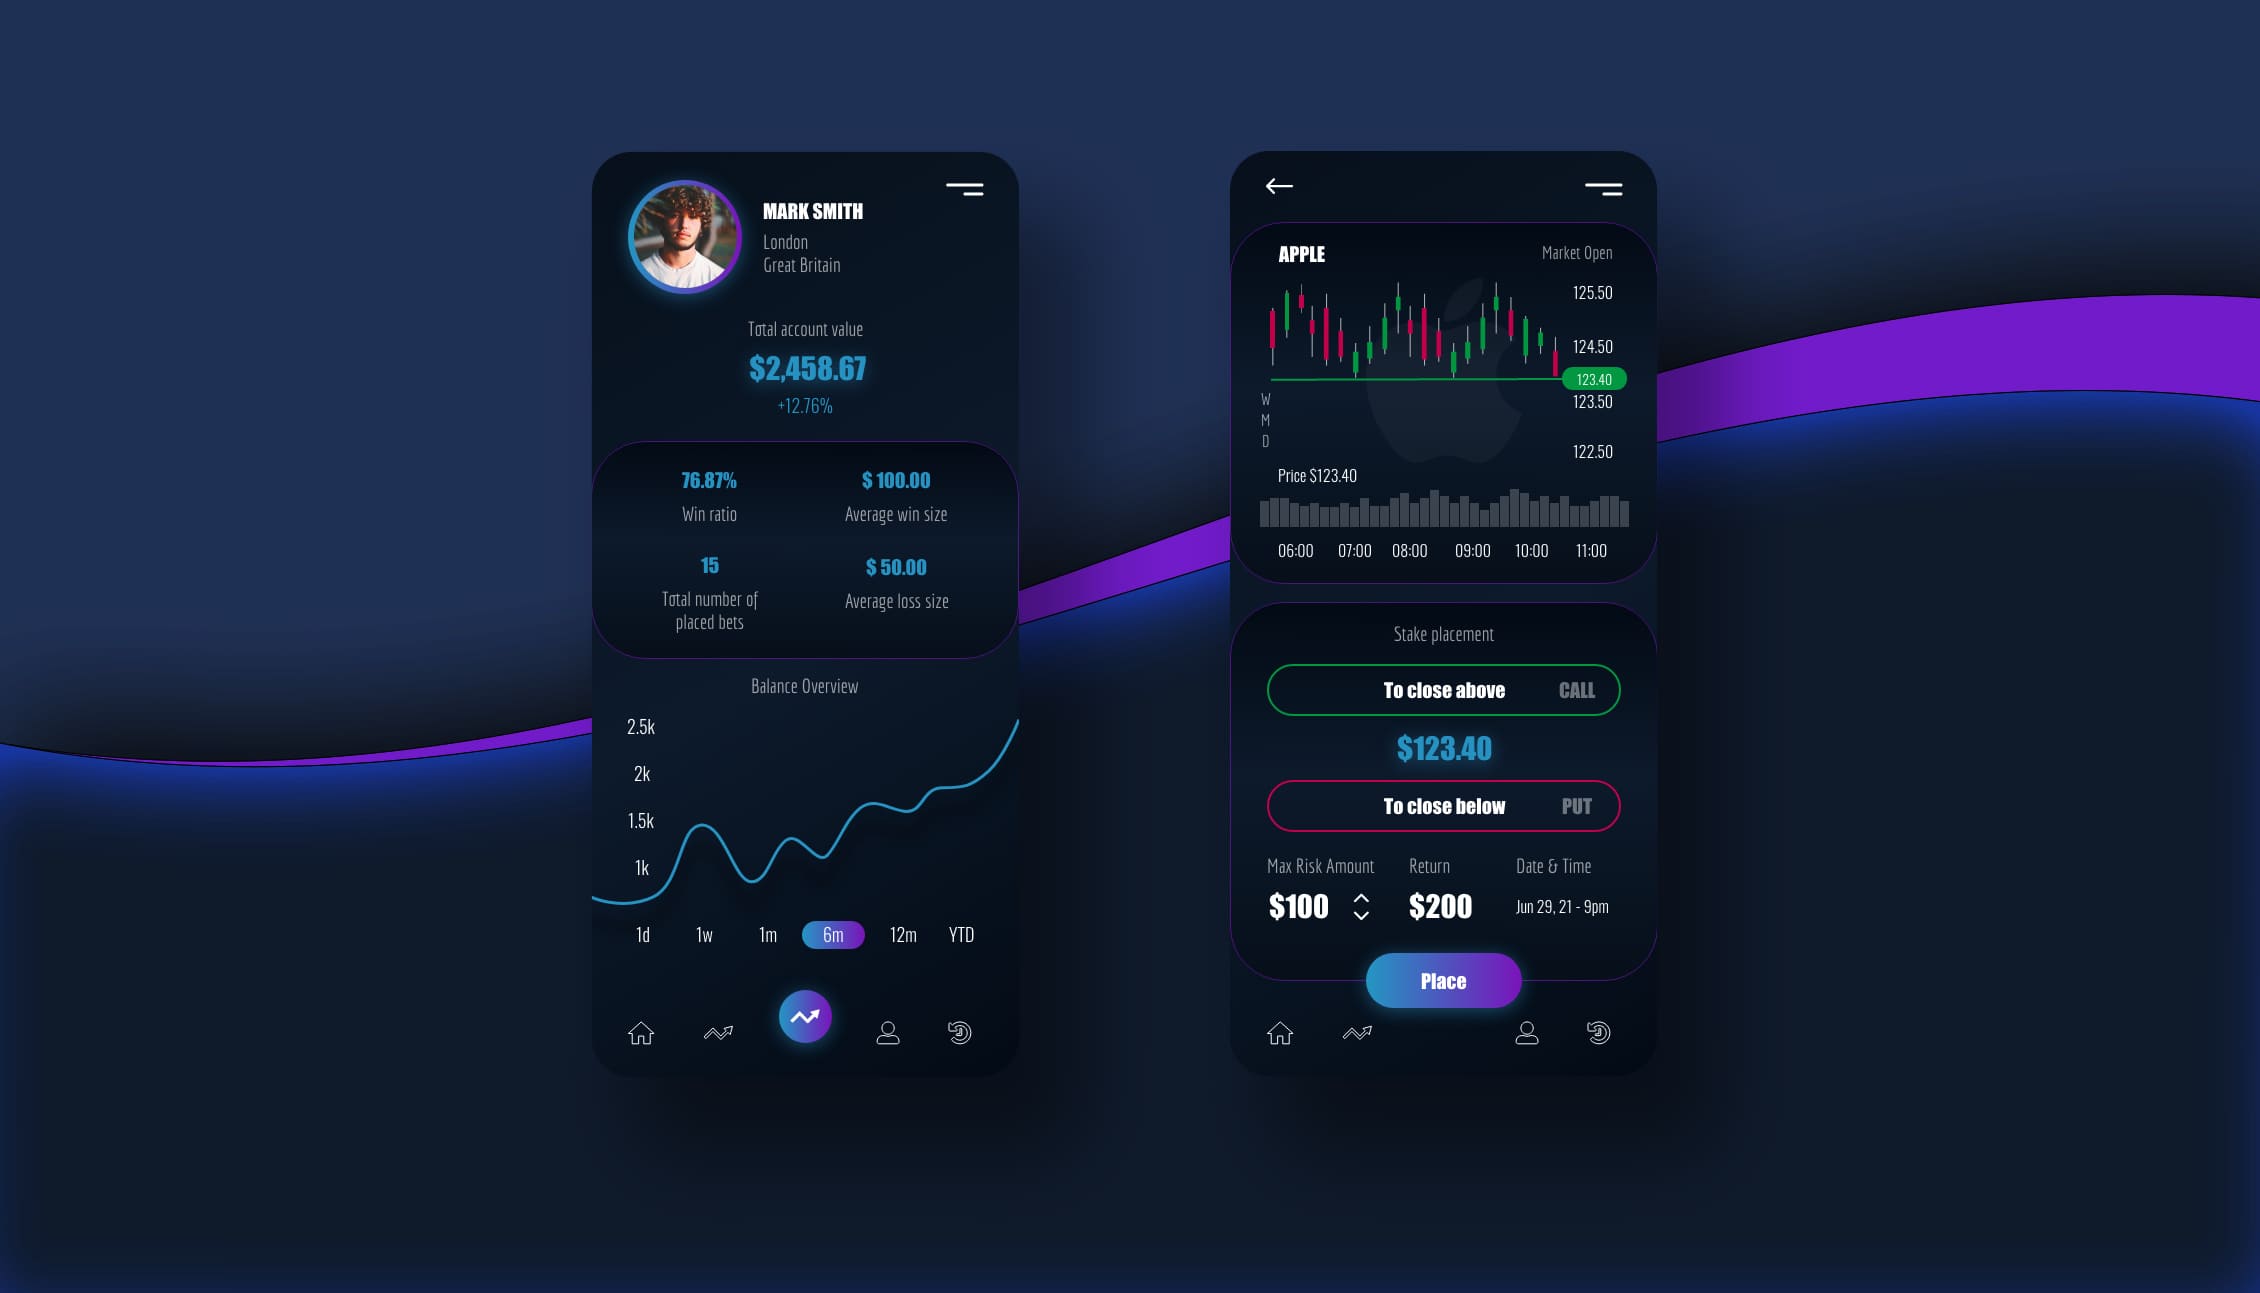 MARK SMITH
London
Great Britain
Total account value
$2,458.67
+12.76%
76.87%
Win ratio
$ 100.00
Average win size
15
Total number of
placed bets
$ 50.00
Average loss size
Balance Overview
2.5k
2k
1.5k
1k
1d 1w 1m 6m 12m YTD
APPLE
Market Open
125.50
124.50
123.40
123.50
122.50
W
M
D
Price $123.40
06:00 07:00 08:00 09:00 10:00 11:00
Stake placement
To close above CALL
$123.40
To close below PUT
Max Risk Amount
$100
Return
$200
Date & Time
Jun 29, 21 - 9pm
Place